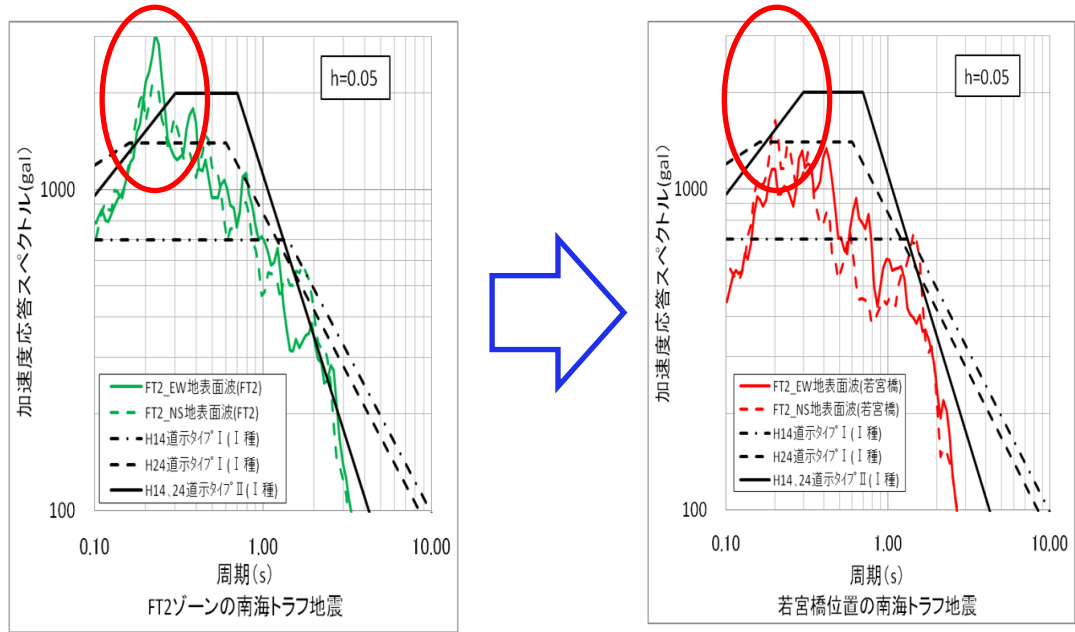 h=0.05
加速度応答スペクトル(gal)
1000
100
FT2_EW地表面波(FT2)
FT2_NS地表面波(FT2)
H14道示ﾀｲﾌﾟⅠ(Ⅰ種)
H24道示ﾀｲﾌﾟⅠ(Ⅰ種)
H14､24道示ﾀｲﾌﾟⅡ(Ⅰ種)
0.10 1.00 10.00
周期(s)
FT2ゾーンの南海トラフ地震
h=0.05
加速度応答スペクトル(gal)
1000
100
FT2_EW地表面波(若宮橋)
FT2_NS地表面波(若宮橋)
H14道示ﾀｲﾌﾟⅠ(Ⅰ種)
H24道示ﾀｲﾌﾟⅠ(Ⅰ種)
H14､24道示ﾀｲﾌﾟⅡ(Ⅰ種)
0.10 1.00 10.00
周期(s)
若宮橋位置の南海トラフ地震